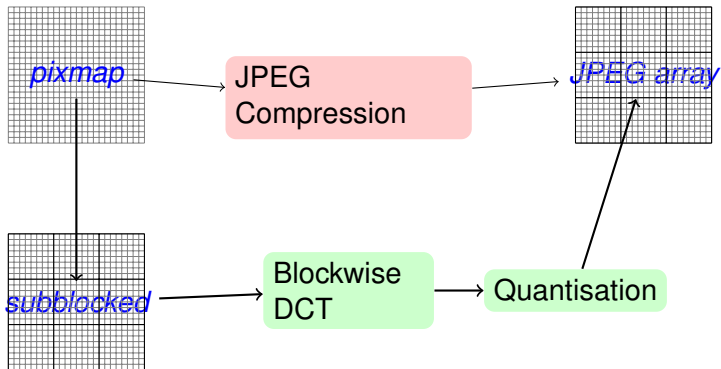 pixmap
JPEG
Compression
JPEG array
subblocked
Blockwise
DCT
Quantisation